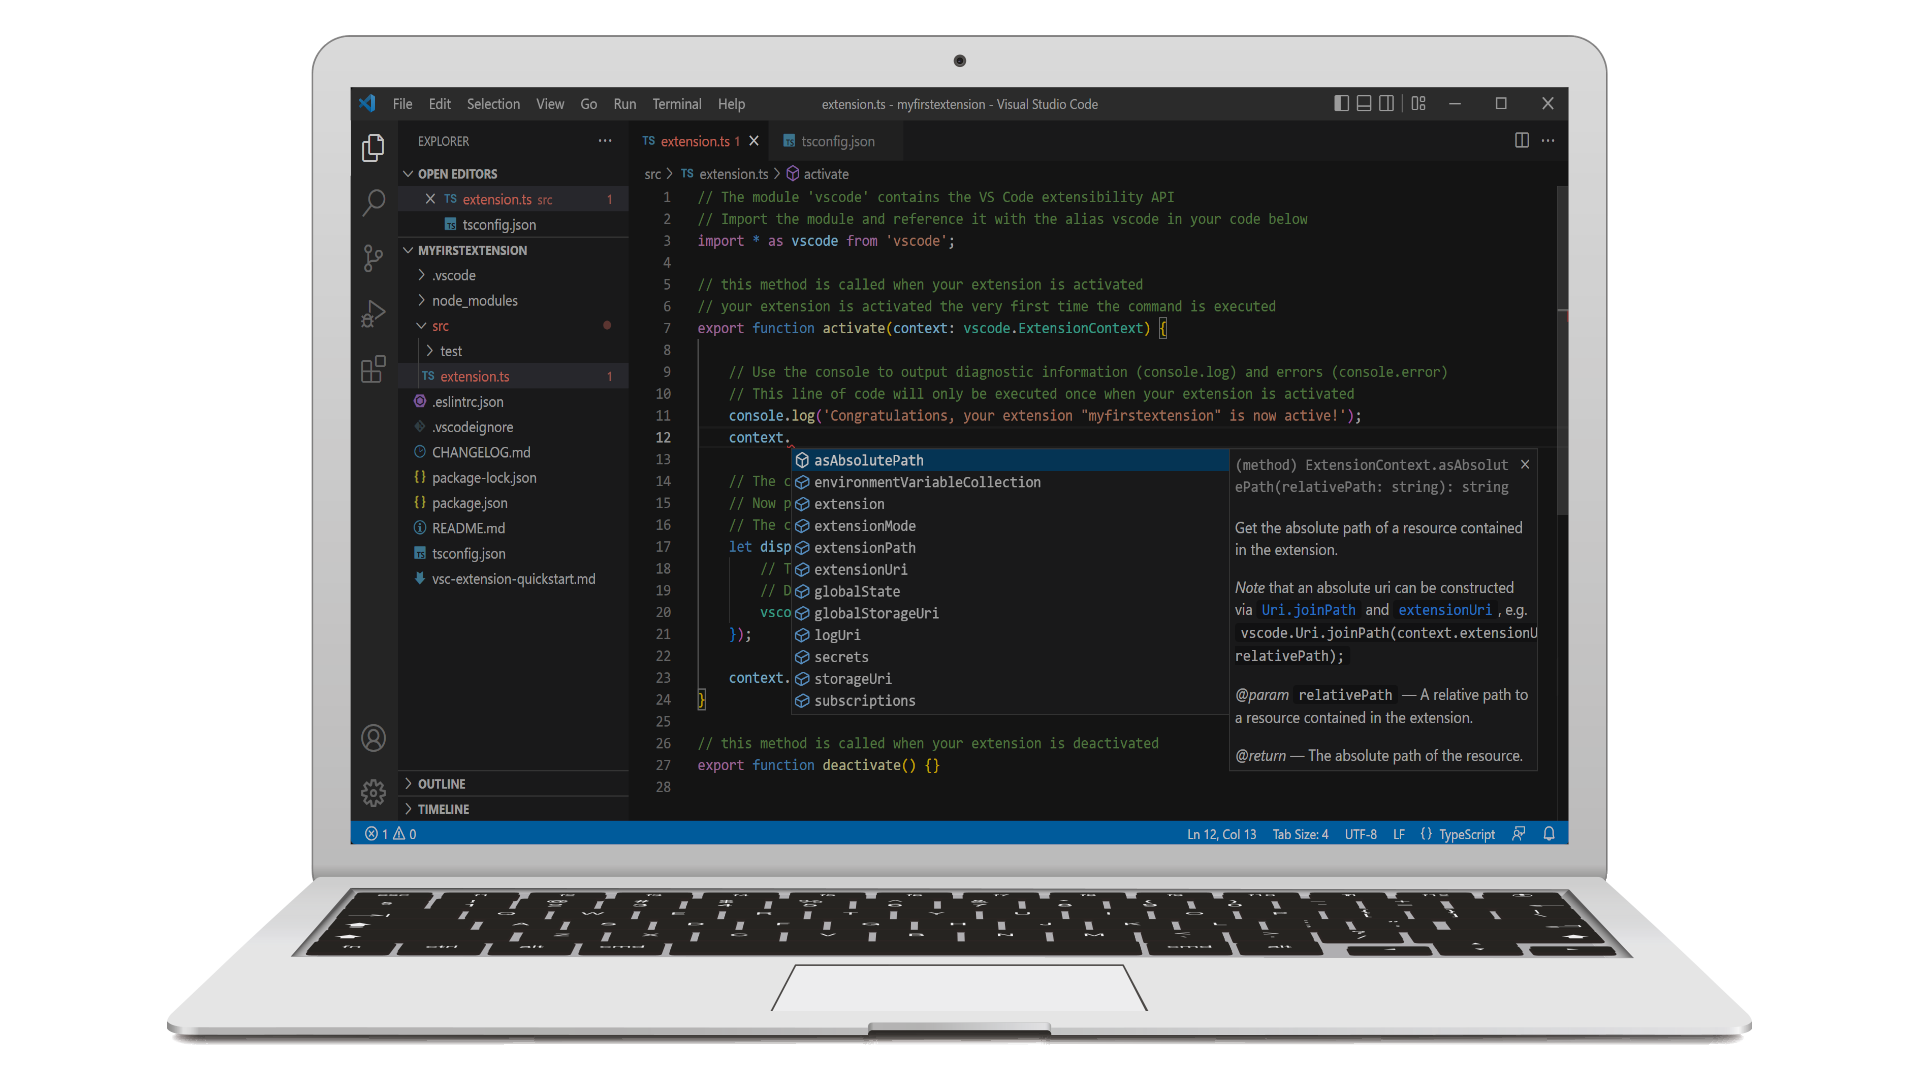 File Edit Selection View Go Run Terminal Help
extension.ts - myfirstextension - Visual Studio Code
EXPLORER
OPEN EDITORS
TS extension.ts src 1
tsconfig.json
MYFIRSTEXTENSION
.vscode
node_modules
src
test
TS extension.ts 1
.eslintrc.json
.vscodeignore
CHANGELOG.md
{} package-lock.json
{} package.json
README.md
TS tsconfig.json
vsc-extension-quickstart.md
OUTLINE
TIMELINE
TS extension.ts 1
TS tsconfig.json
src > TS extension.ts > activate
1 // The module 'vscode' contains the VS Code extensibility API
2 // Import the module and reference it with the alias vscode in your code below
3 import * as vscode from 'vscode';
4
5 // this method is called when your extension is activated
6 // your extension is activated the very first time the command is executed
7 export function activate(context: vscode.ExtensionContext) {
8
9 // Use the console to output diagnostic information (console.log) and errors (console.error)
10 // This line of code will only be executed once when your extension is activated
11 console.log('Congratulations, your extension "myfirstextension" is now active!');
12 context.
13
14 // The c
15 // Now p
16 // The c
17 let disp
18 // T
19 // D
20 vsco
21 });
22
23 context.
24 }
25
26 // this method is called when your extension is deactivated
27 export function deactivate() {}
28
asAbsolutePath
environmentVariableCollection
extension
extensionMode
extensionPath
extensionUri
globalState
globalStorageUri
logUri
secrets
storageUri
subscriptions
(method) ExtensionContext.asAbsolut
ePath(relativePath: string): string
Get the absolute path of a resource contained
in the extension.
Note that an absolute uri can be constructed
via Uri.joinPath and extensionUri , e.g.
vscode.Uri.joinPath(context.extensionU
relativePath);
@param relativePath — A relative path to
a resource contained in the extension.
@return — The absolute path of the resource.
1 0
Ln 12, Col 13 Tab Size: 4 UTF-8 LF {} TypeScript
fn ctrl alt cmd cmd alt